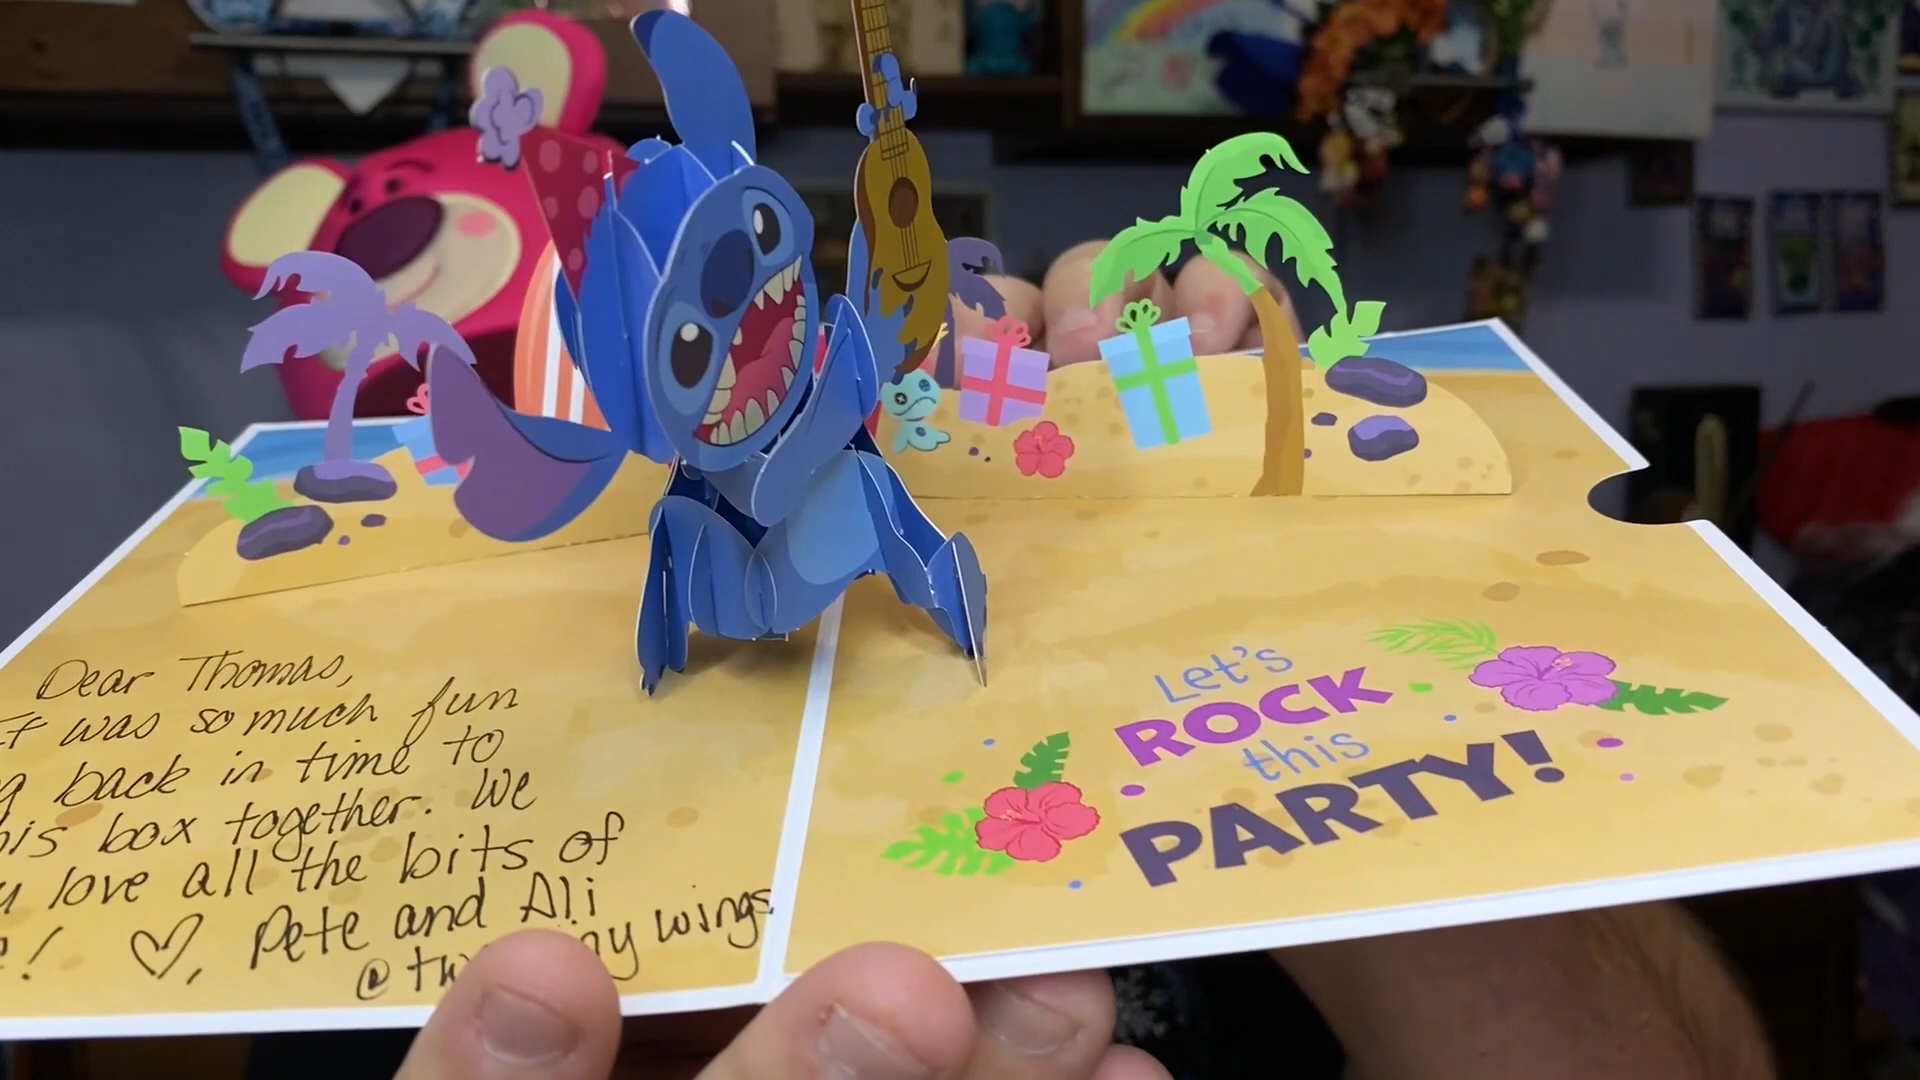 Dear Thomas,
It was so much fun
back in time to
box together. We
love all the bits of
! ♡, Pete and Ali
wings
Let's
ROCK
this
PARTY!